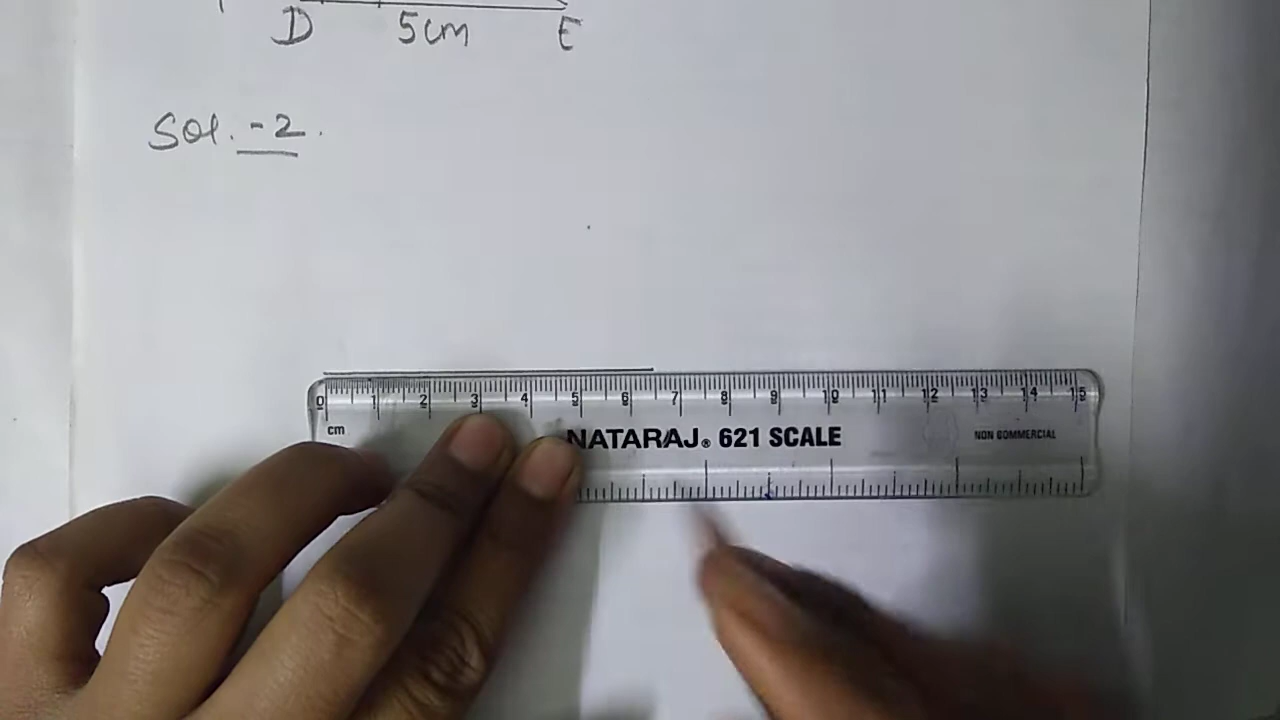 D 5cm E
Sol. -2.
0 1 2 3 4 5 6 7 8 9 10 11 12 13 14 15
cm NATARAJ® 621 SCALE NON COMMERCIAL